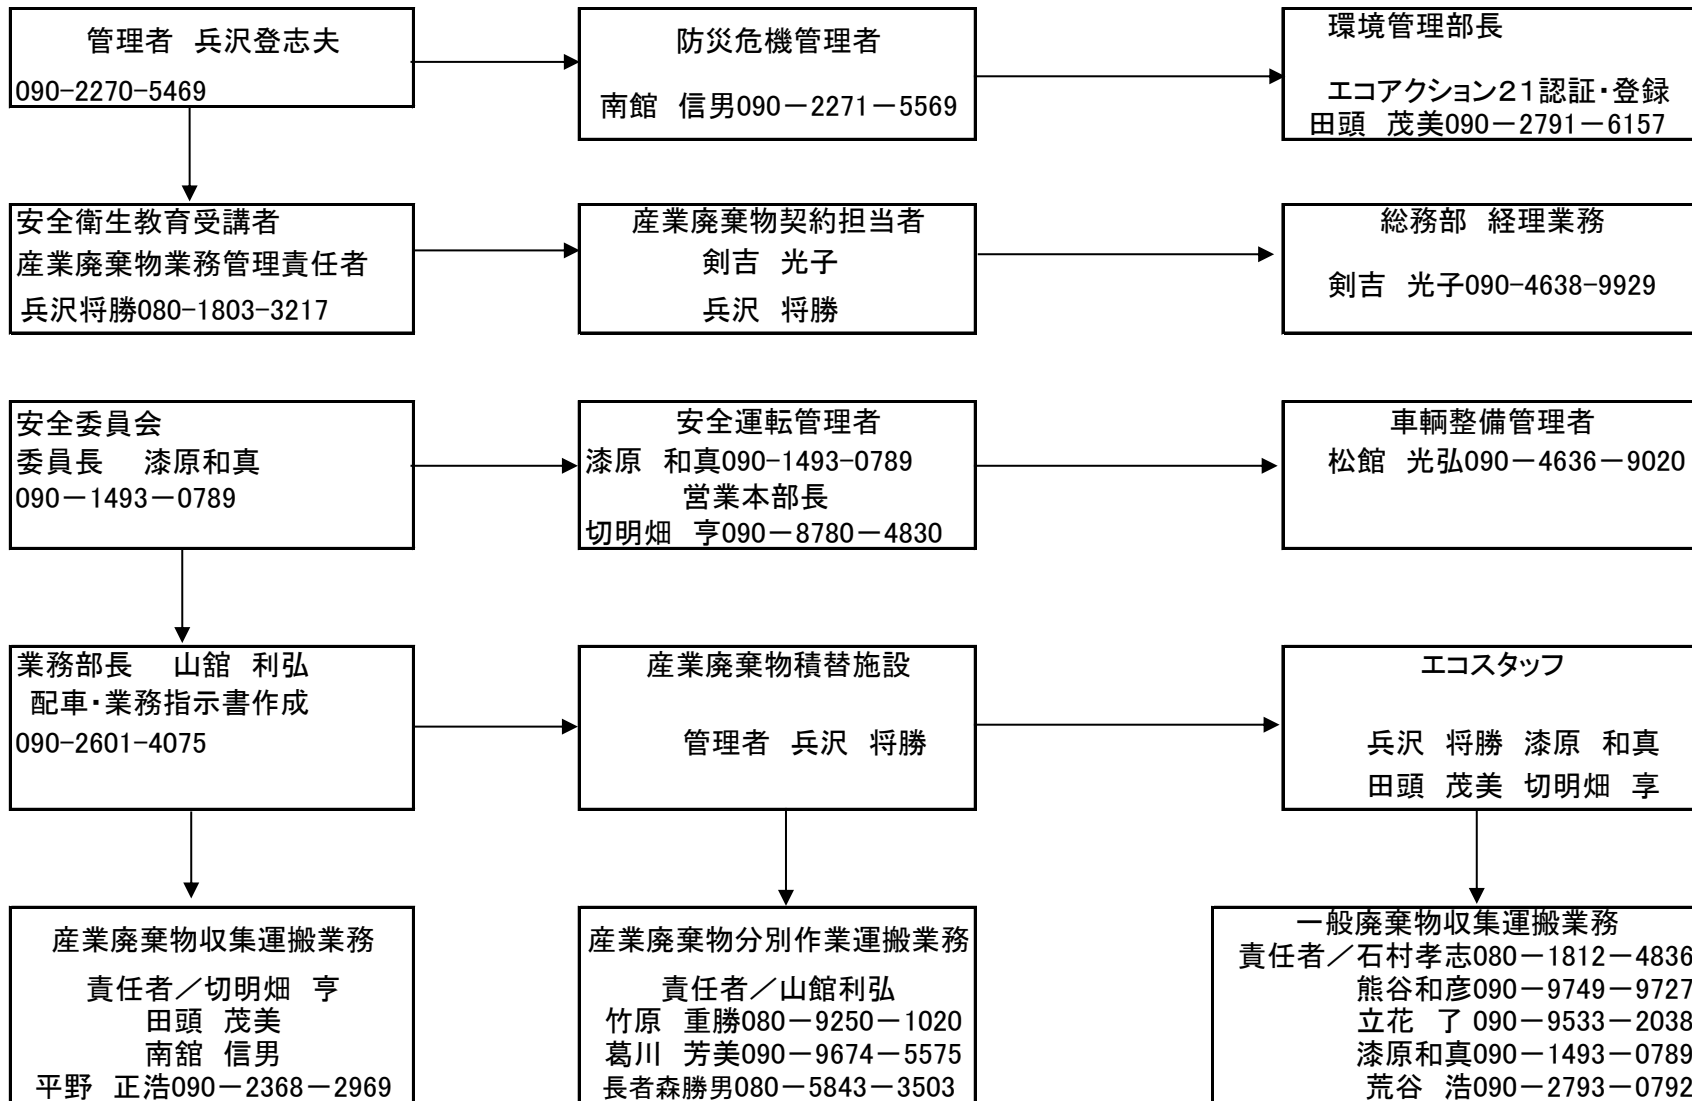 管理者 兵沢登志夫
090-2270-5469
防災危機管理者
南館 信男090-2271-5569
環境管理部長
エコアクション21認証・登録
田頭 茂美090-2791-6157
安全衛生教育受講者
産業廃棄物業務管理責任者
兵沢将勝080-1803-3217
産業廃棄物契約担当者
剣吉 光子
兵沢 将勝
総務部 経理業務
剣吉 光子090-4638-9929
安全委員会
委員長 漆原和真
090-1493-0789
安全運転管理者
漆原 和真090-1493-0789
営業本部長
切明畑 亨090-8780-4830
車輌整備管理者
松館 光弘090-4636-9020
業務部長 山舘 利弘
配車・業務指示書作成
090-2601-4075
産業廃棄物積替施設
管理者 兵沢 将勝
エコスタッフ
兵沢 将勝 漆原 和真
田頭 茂美 切明畑 享
産業廃棄物収集運搬業務
責任者/切明畑 亨
田頭 茂美
南舘 信男
平野 正浩090-2368-2969
産業廃棄物分別作業運搬業務
責任者/山館利弘
竹原 重勝080-9250-1020
葛川 芳美090-9674-5575
長者森勝男080-5843-3503
一般廃棄物収集運搬業務
責任者/石村孝志080-1812-4836
熊谷和彦090-9749-9727
立花 了 090-9533-2038
漆原和真090-1493-0789
荒谷 浩090-2793-0792